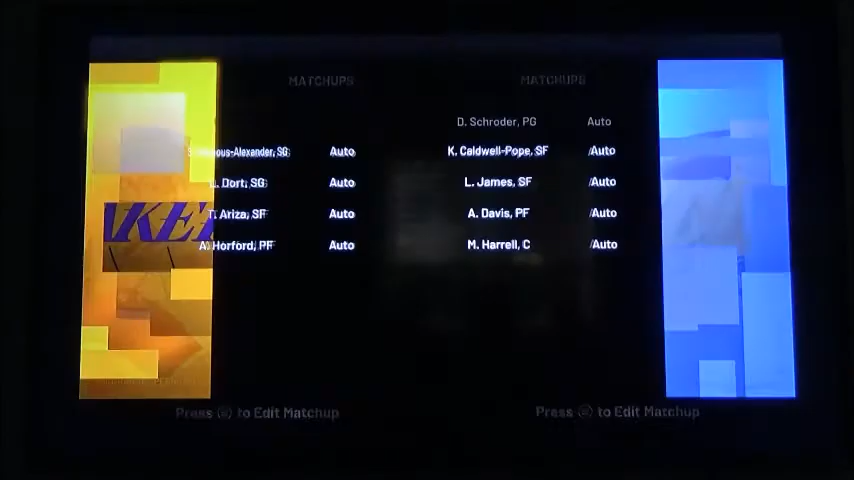 MATCHUPS MATCHUPS
D. Schroder, PG Auto
Auto K. Caldwell-Pope, SF Auto
L. Dort, SG Auto L. James, SF Auto
T. Ariza, SF Auto A. Davis, PF Auto
A. Horford, PF Auto M. Harrell, C Auto
Press to Edit Matchup Press to Edit Matchup